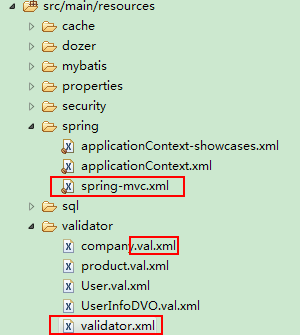 src/main/resources
cache
dozer
mybatis
properties
security
spring
applicationContext-showcases.xml
applicationContext.xml
spring-mvc.xml
sql
validator
company.val.xml
product.val.xml
User.val.xml
UserInfoDVO.val.xml
validator.xml